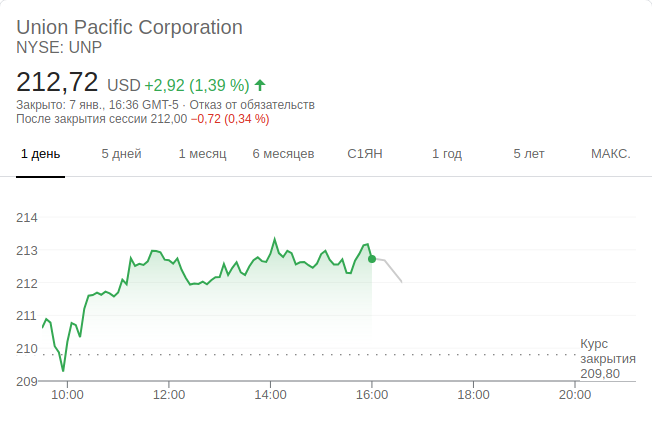 Union Pacific Corporation
NYSE: UNP
212,72 USD +2,92 (1,39 %)
Закрыто: 7 янв., 16:36 GMT-5 · Отказ от обязательств
После закрытия сессии 212,00 −0,72 (0,34 %)
1 день 5 дней 1 месяц 6 месяцев С1ЯН 1 год 5 лет МАКС.
214
213
212
211
210
209
Курс
закрытия
209,80
10:00 12:00 14:00 16:00 18:00 20:00